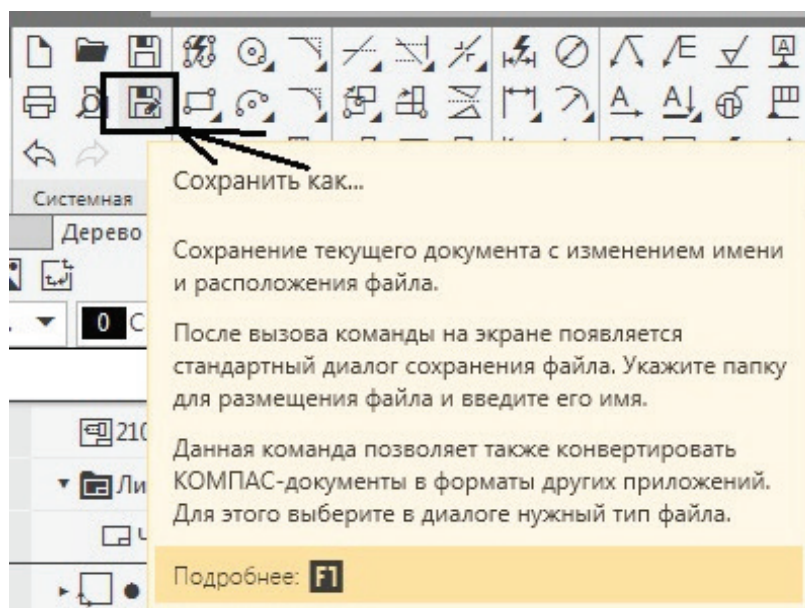 A
A
A
Системная
Сохранить как...
Дерево
Сохранение текущего документа с изменением имени
и расположения файла.
0
После вызова команды на экране появляется
стандартный диалог сохранения файла. Укажите папку
для размещения файла и введите его имя.
210
Данная команда позволяет также конвертировать
КОМПАС-документы в форматы других приложений.
Для этого выберите в диалоге нужный тип файла.
Подробнее: F1